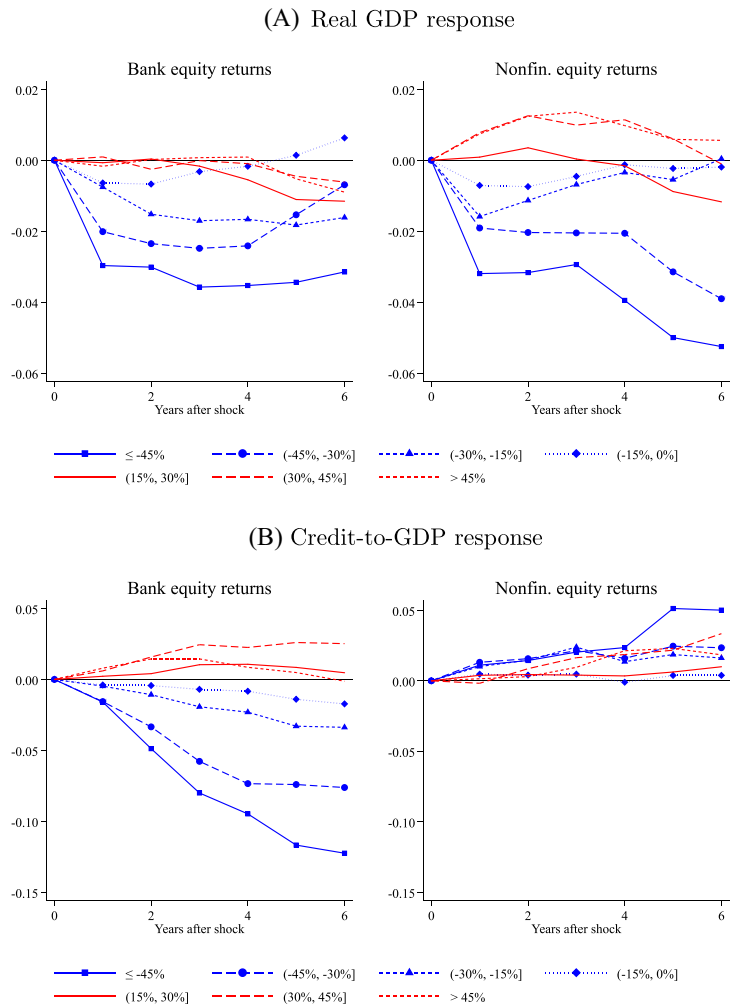 (A) Real GDP response
Bank equity returns
Nonfin. equity returns
0.02
0.00
-0.02
-0.04
-0.06
0 2 4 6
Years after shock
0.02
0.00
-0.02
-0.04
-0.06
0 2 4 6
Years after shock
≤ -45% (-45%, -30%] (-30%, -15%] (-15%, 0%]
(15%, 30%] (30%, 45%] > 45%
(B) Credit-to-GDP response
Bank equity returns
Nonfin. equity returns
0.05
0.00
-0.05
-0.10
-0.15
0 2 4 6
Years after shock
0.05
0.00
-0.05
-0.10
-0.15
0 2 4 6
Years after shock
≤ -45% (-45%, -30%] (-30%, -15%] (-15%, 0%]
(15%, 30%] (30%, 45%] > 45%